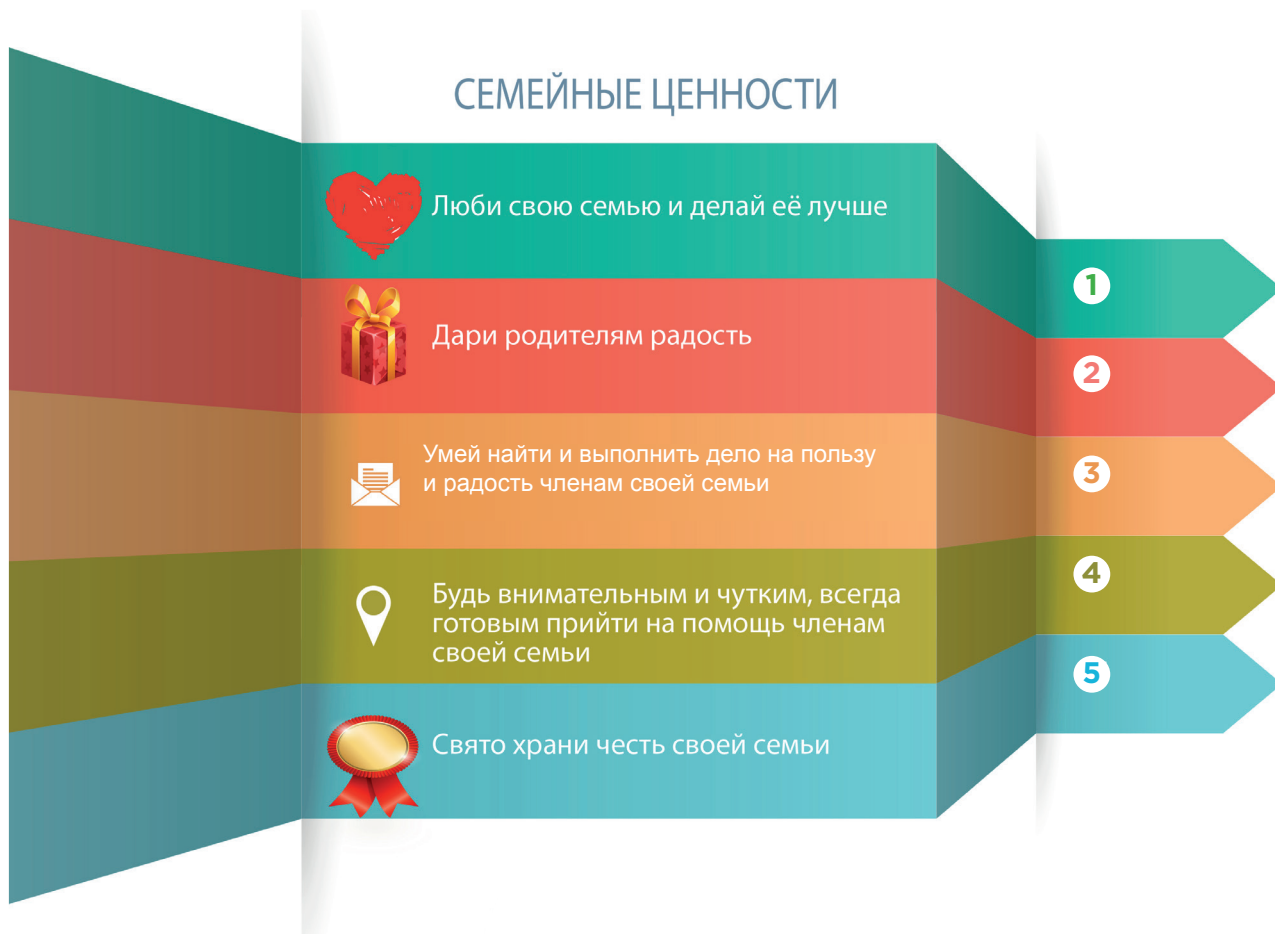 СЕМЕЙНЫЕ ЦЕННОСТИ
Люби свою семью и делай её лучше
1
Дари родителям радость
2
Умей найти и выполнить дело на пользу
и радость членам своей семьи
3
Будь внимательным и чутким, всегда
готовым прийти на помощь членам
своей семьи
4
Свято храни честь своей семьи
5